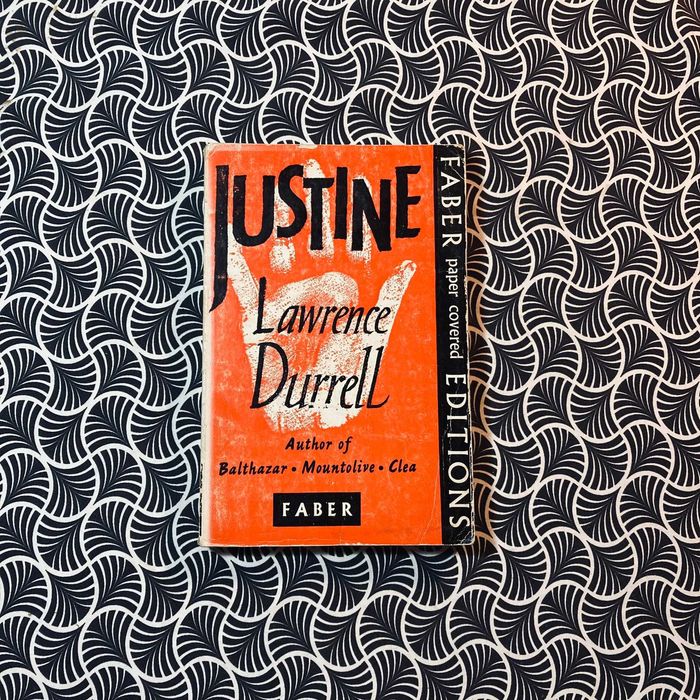 JUSTINE
Lawrence
Durrell
Author of
Balthazar • Mountolive • Clea
FABER
FABER paper covered EDITIONS